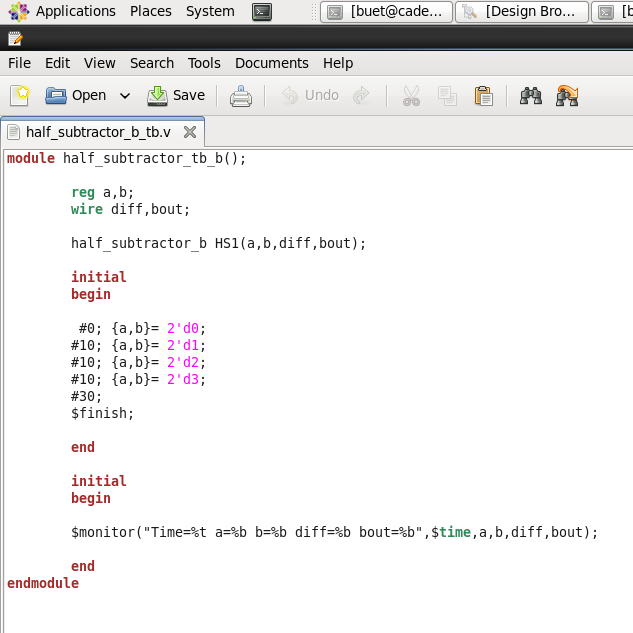 Applications Places System [buet@cade... [Design Bro... [b
File Edit View Search Tools Documents Help
Open Save Undo
half_subtractor_b_tb.v
module half_subtractor_tb_b();
reg a,b;
wire diff,bout;
half_subtractor_b HS1(a,b,diff,bout);
initial
begin
#0; {a,b}= 2'd0;
#10; {a,b}= 2'd1;
#10; {a,b}= 2'd2;
#10; {a,b}= 2'd3;
#30;
$finish;
end
initial
begin
$monitor("Time=%t a=%b b=%b diff=%b bout=%b",$time,a,b,diff,bout);
end
endmodule